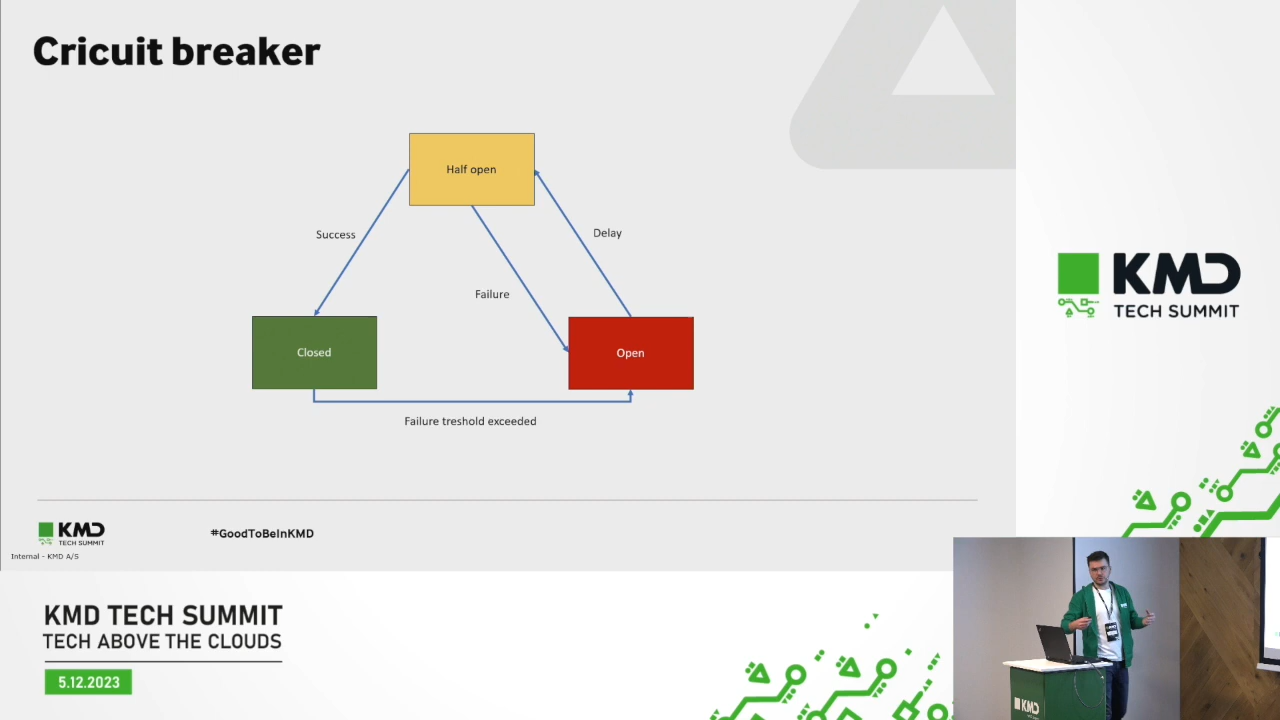 Cricuit breaker
Half open
Success
Delay
Failure
Closed
Open
Failure treshold exceeded
KMD
TECH SUMMIT
#GoodToBeInKMD
Internal - KMD A/S
KMD
TECH SUMMIT
KMD TECH SUMMIT
TECH ABOVE THE CLOUDS
5.12.2023
KMD